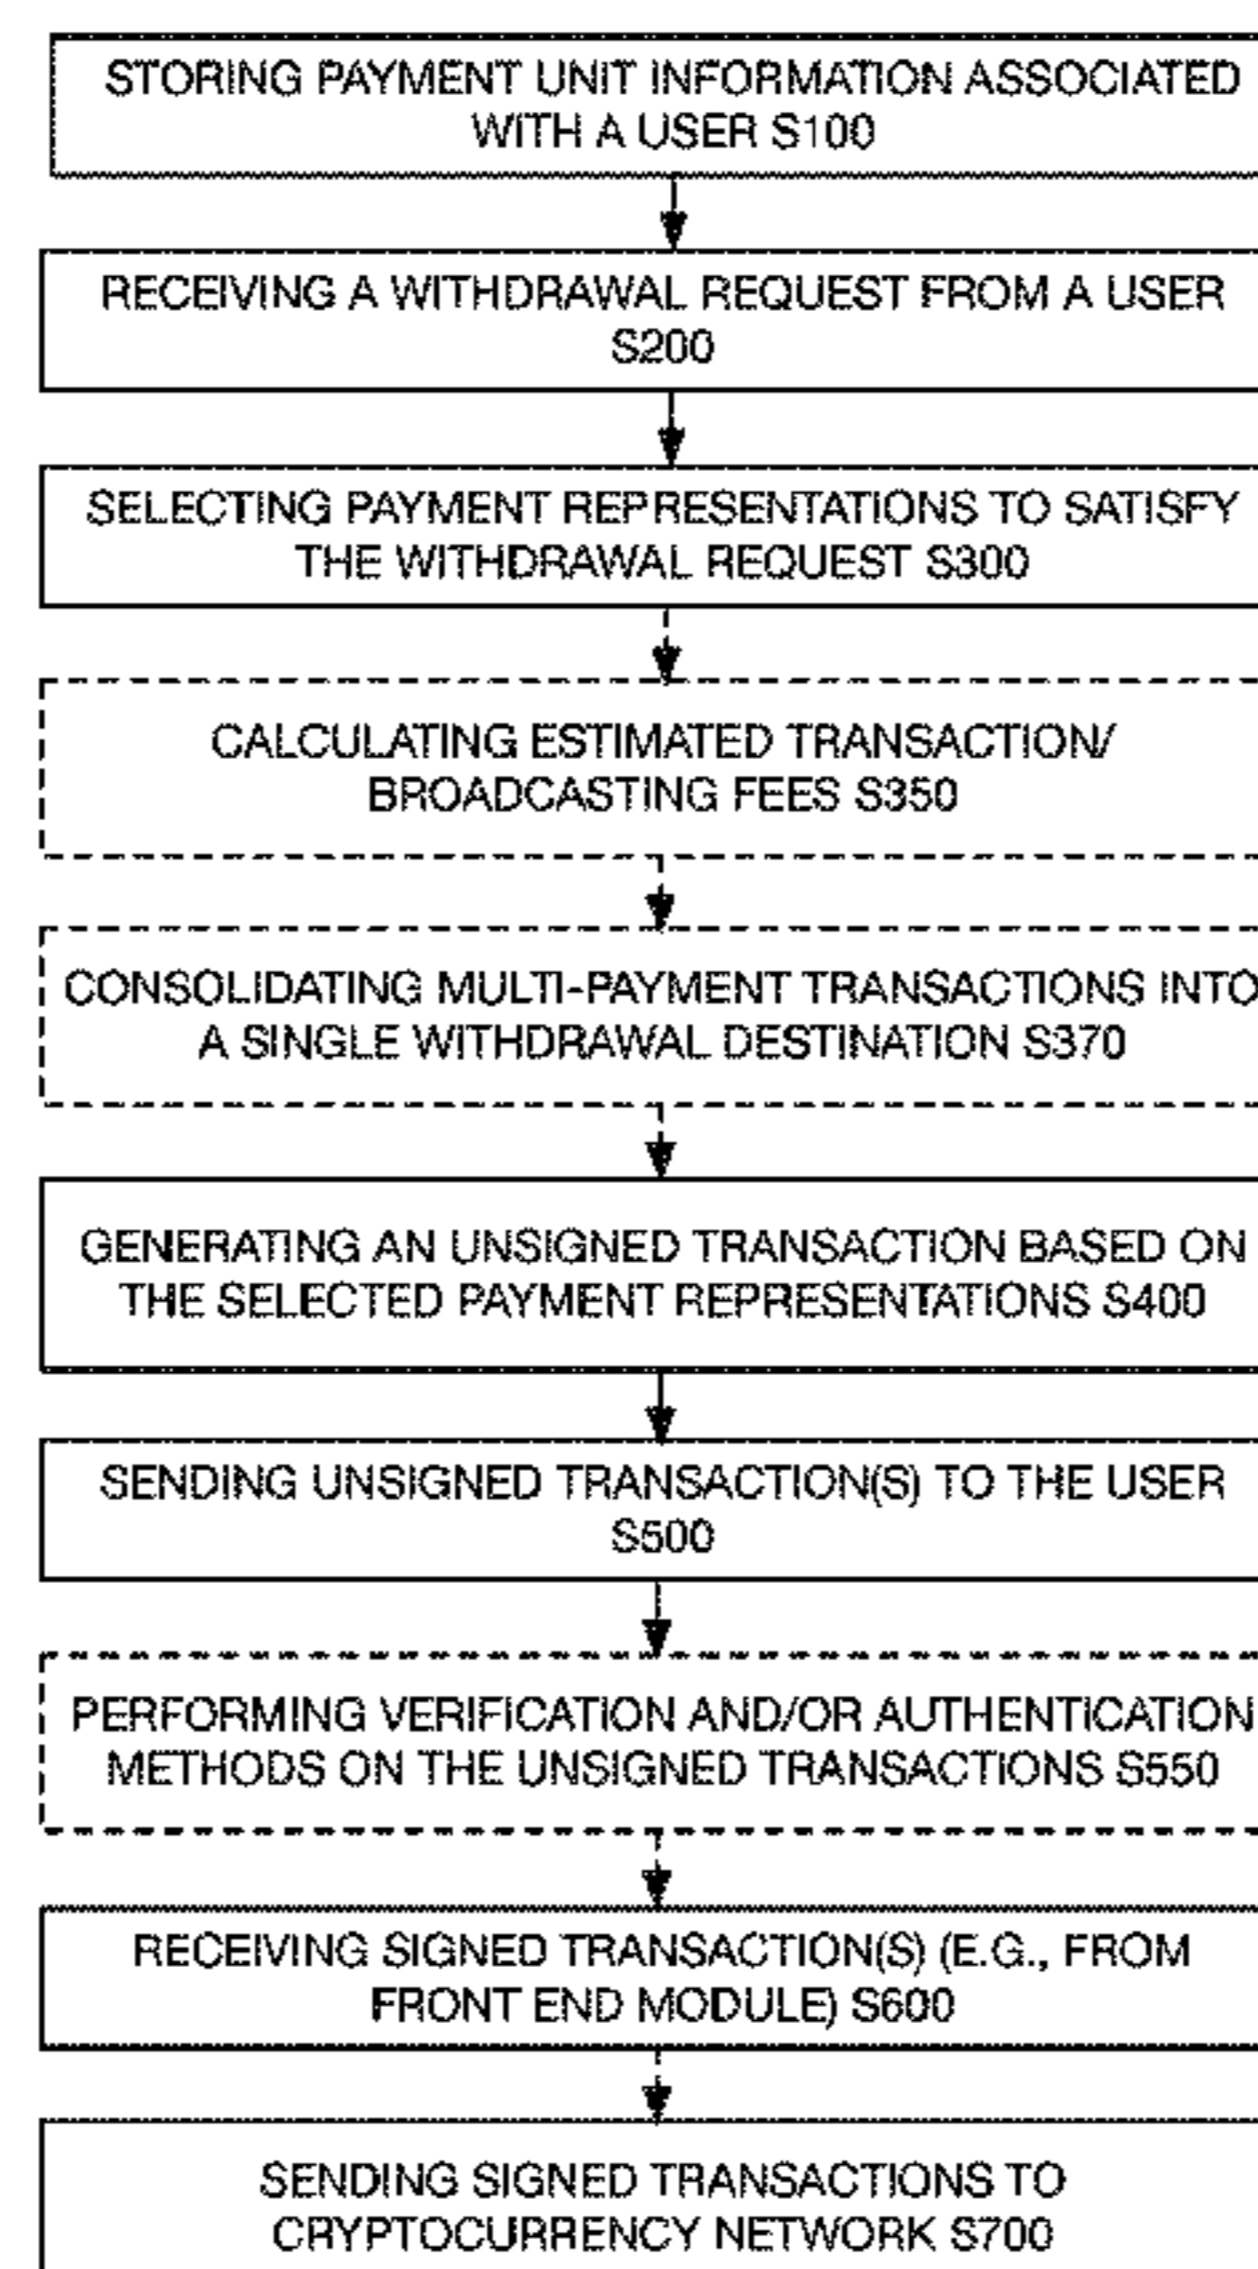 STORING PAYMENT UNIT INFORMATION ASSOCIATED
WITH A USER S100
RECEIVING A WITHDRAWAL REQUEST FROM A USER
S200
SELECTING PAYMENT REPRESENTATIONS TO SATISFY
THE WITHDRAWAL REQUEST S300
CALCULATING ESTIMATED TRANSACTION/
BROADCASTING FEES S350
CONSOLIDATING MULTI-PAYMENT TRANSACTIONS INTO
A SINGLE WITHDRAWAL DESTINATION S370
GENERATING AN UNSIGNED TRANSACTION BASED ON
THE SELECTED PAYMENT REPRESENTATIONS S400
SENDING UNSIGNED TRANSACTION(S) TO THE USER
S500
PERFORMING VERIFICATION AND/OR AUTHENTICATION
METHODS ON THE UNSIGNED TRANSACTIONS S550
RECEIVING SIGNED TRANSACTION(S) (E.G., FROM
FRONT END MODULE) S600
SENDING SIGNED TRANSACTIONS TO
CRYPTOCURRENCY NETWORK S700